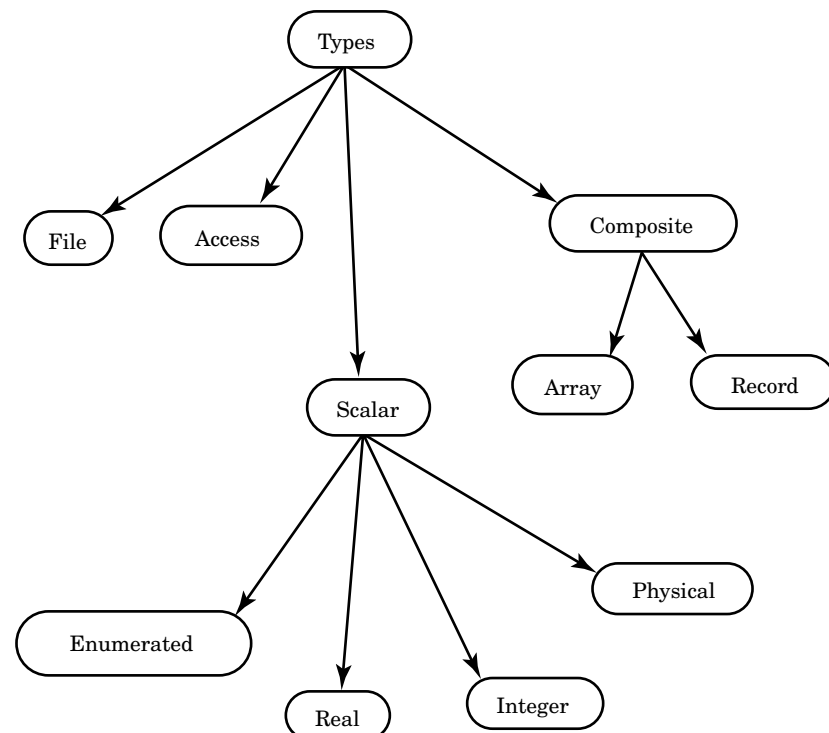 Types
File
Access
Composite
Array
Record
Scalar
Physical
Enumerated
Integer
Real